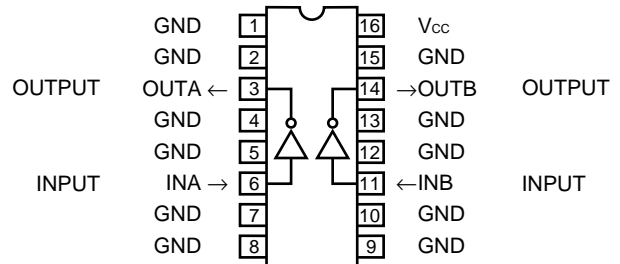 GND 1 16 Vcc
GND 2 15 GND
OUTPUT OUTA ← 3 14 →OUTB OUTPUT
GND 4 13 GND
GND 5 12 GND
INPUT INA → 6 11 ←INB INPUT
GND 7 10 GND
GND 8 9 GND